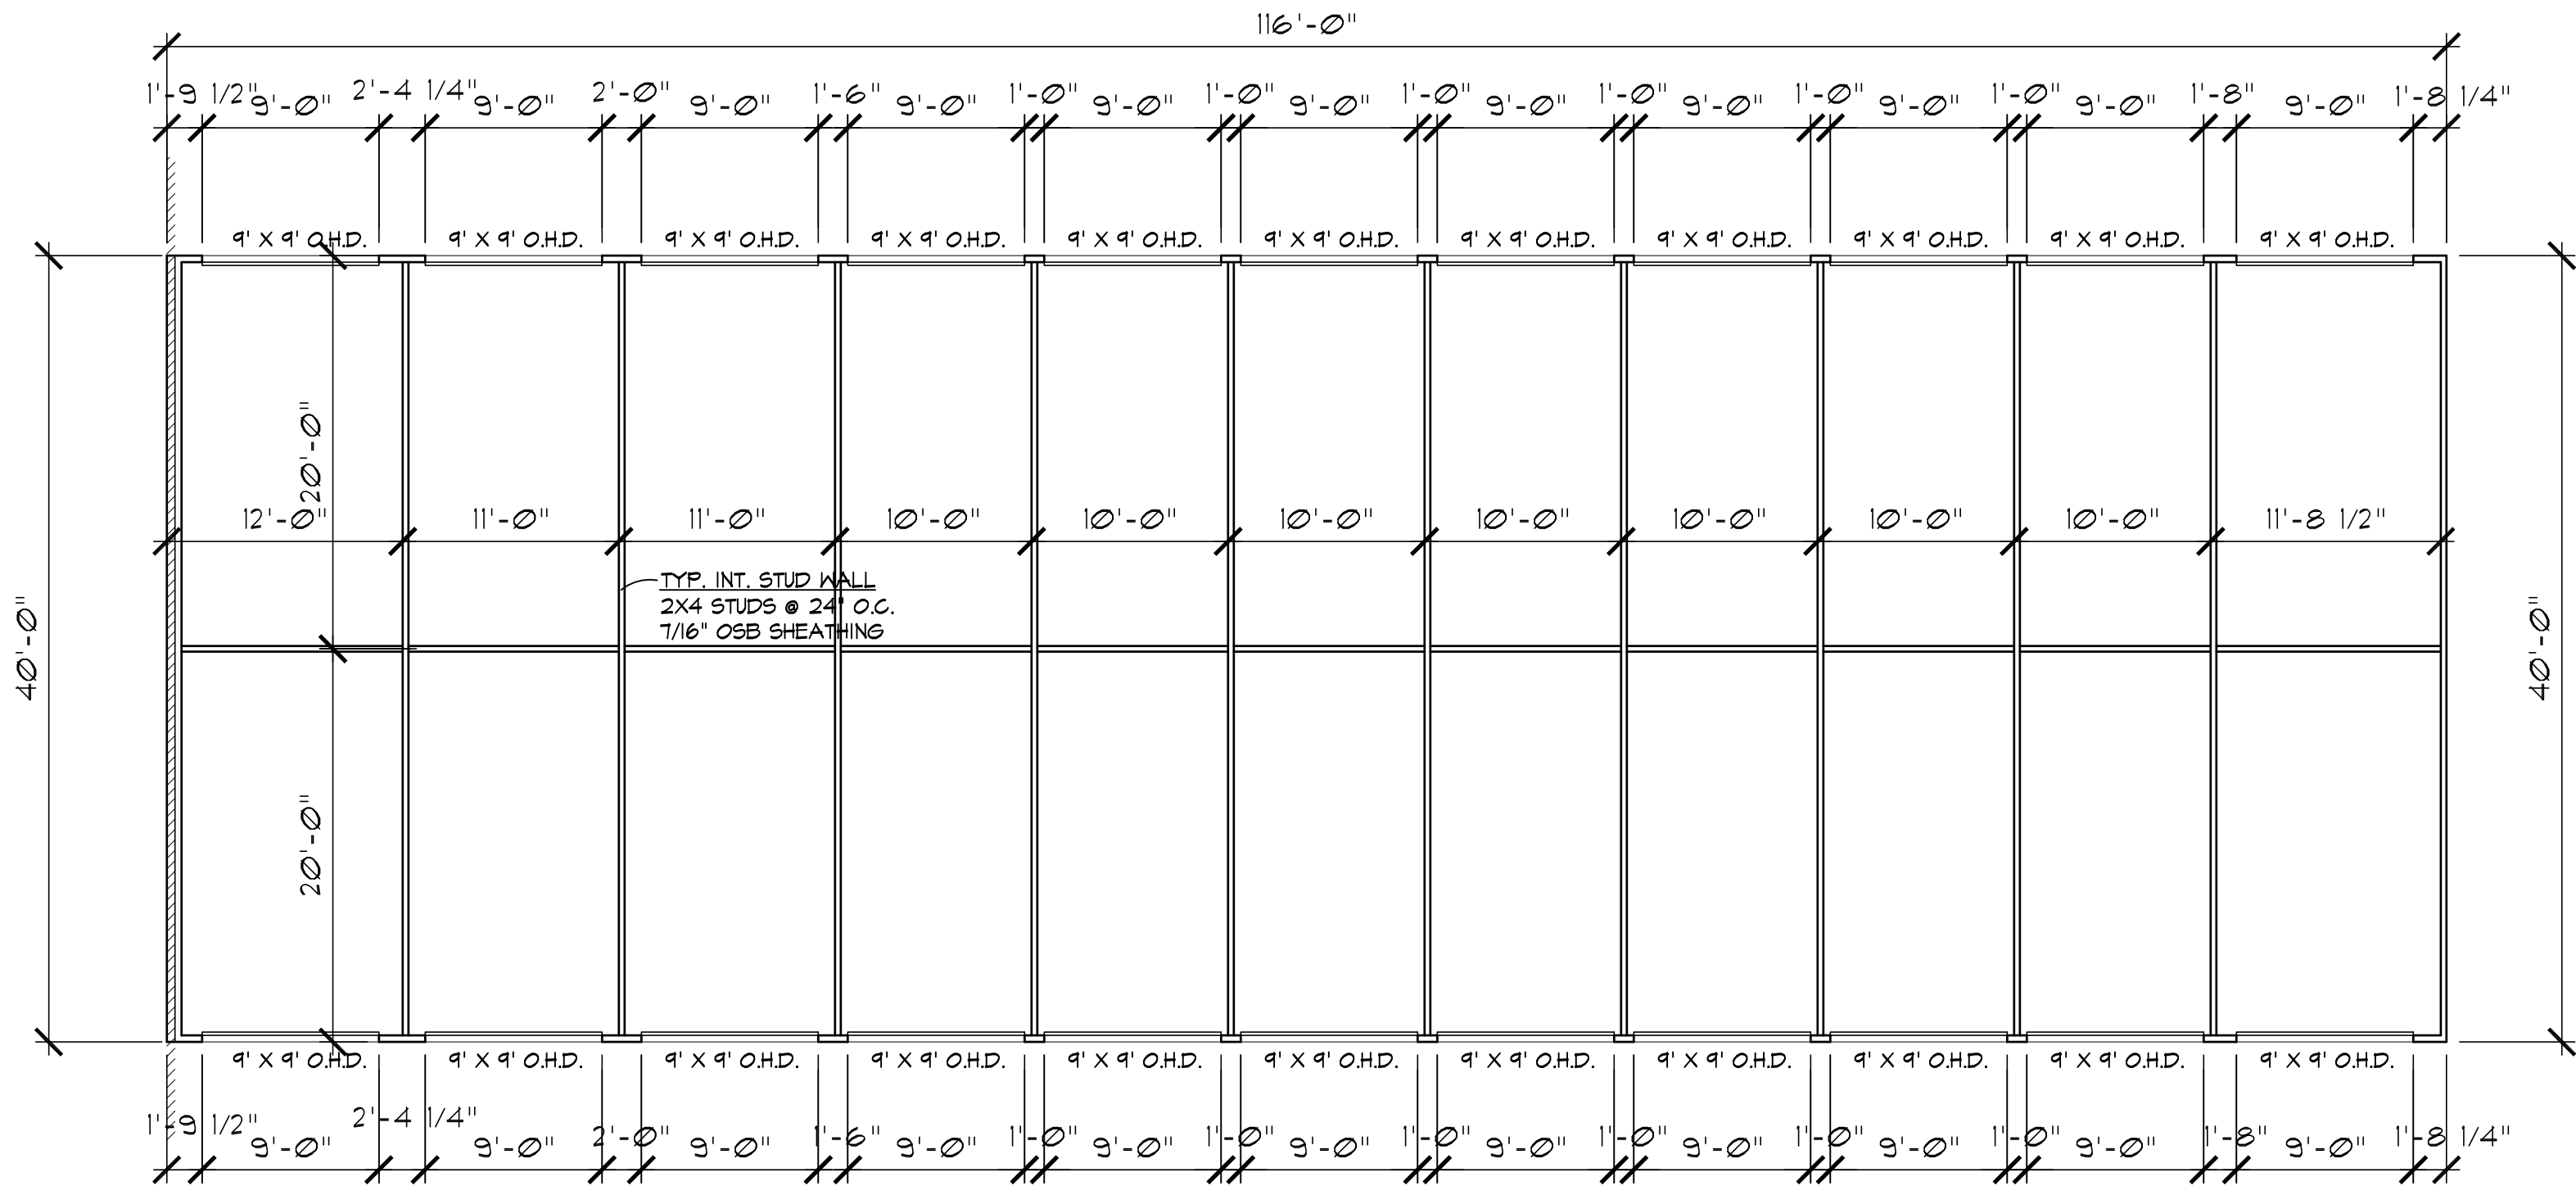 116'-0"
1'-9 1/2" 9'-0" 2'-4 1/4" 9'-0" 2'-0" 9'-0" 1'-6" 9'-0" 1'-0" 9'-0" 1'-0" 9'-0" 1'-0" 9'-0" 1'-0" 9'-0" 1'-0" 9'-0" 1'-0" 9'-0" 1'-8" 9'-0" 1'-8 1/4"
9' X 9' O.H.D. 9' X 9' O.H.D. 9' X 9' O.H.D. 9' X 9' O.H.D. 9' X 9' O.H.D. 9' X 9' O.H.D. 9' X 9' O.H.D. 9' X 9' O.H.D. 9' X 9' O.H.D. 9' X 9' O.H.D. 9' X 9' O.H.D.
20'-0"
12'-0" 11'-0" 11'-0" 10'-0" 10'-0" 10'-0" 10'-0" 10'-0" 10'-0" 10'-0" 11'-8 1/2"
TYP. INT. STUD WALL
2X4 STUDS @ 24" O.C.
7/16" OSB SHEATHING
40'-0"
40'-0"
20'-0"
9' X 9' O.H.D. 9' X 9' O.H.D. 9' X 9' O.H.D. 9' X 9' O.H.D. 9' X 9' O.H.D. 9' X 9' O.H.D. 9' X 9' O.H.D. 9' X 9' O.H.D. 9' X 9' O.H.D. 9' X 9' O.H.D. 9' X 9' O.H.D.
1'-9 1/2" 9'-0" 2'-4 1/4" 9'-0" 2'-0" 9'-0" 1'-6" 9'-0" 1'-0" 9'-0" 1'-0" 9'-0" 1'-0" 9'-0" 1'-0" 9'-0" 1'-0" 9'-0" 1'-0" 9'-0" 1'-8" 9'-0" 1'-8 1/4"